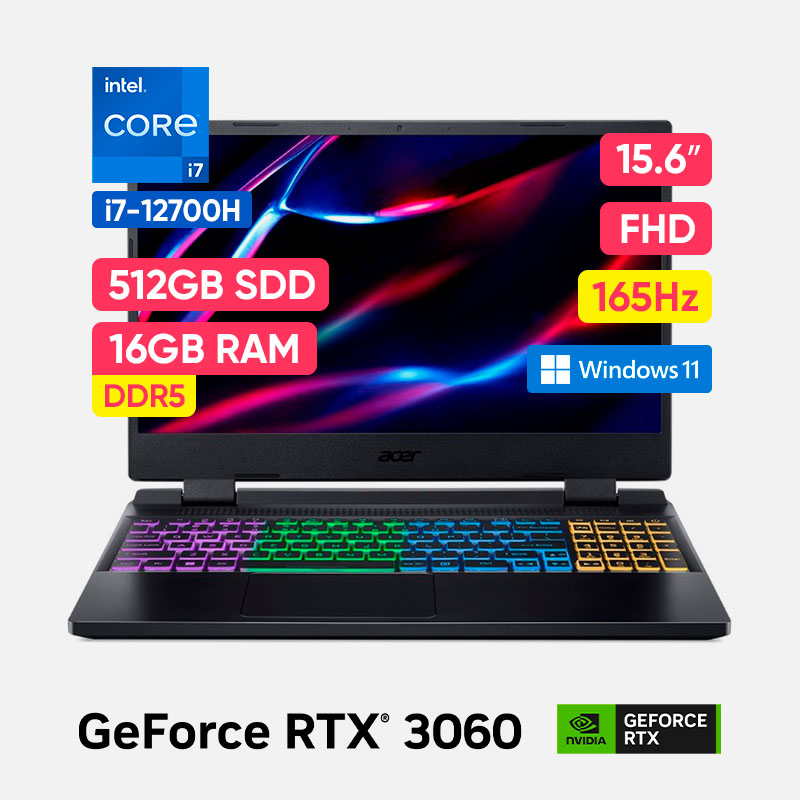 intel.
CORE
i7
i7-12700H
512GB SDD
16GB RAM
DDR5
15.6"
FHD
165Hz
Windows 11
acer
GeForce RTX® 3060
NVIDIA
GEFORCE
RTX